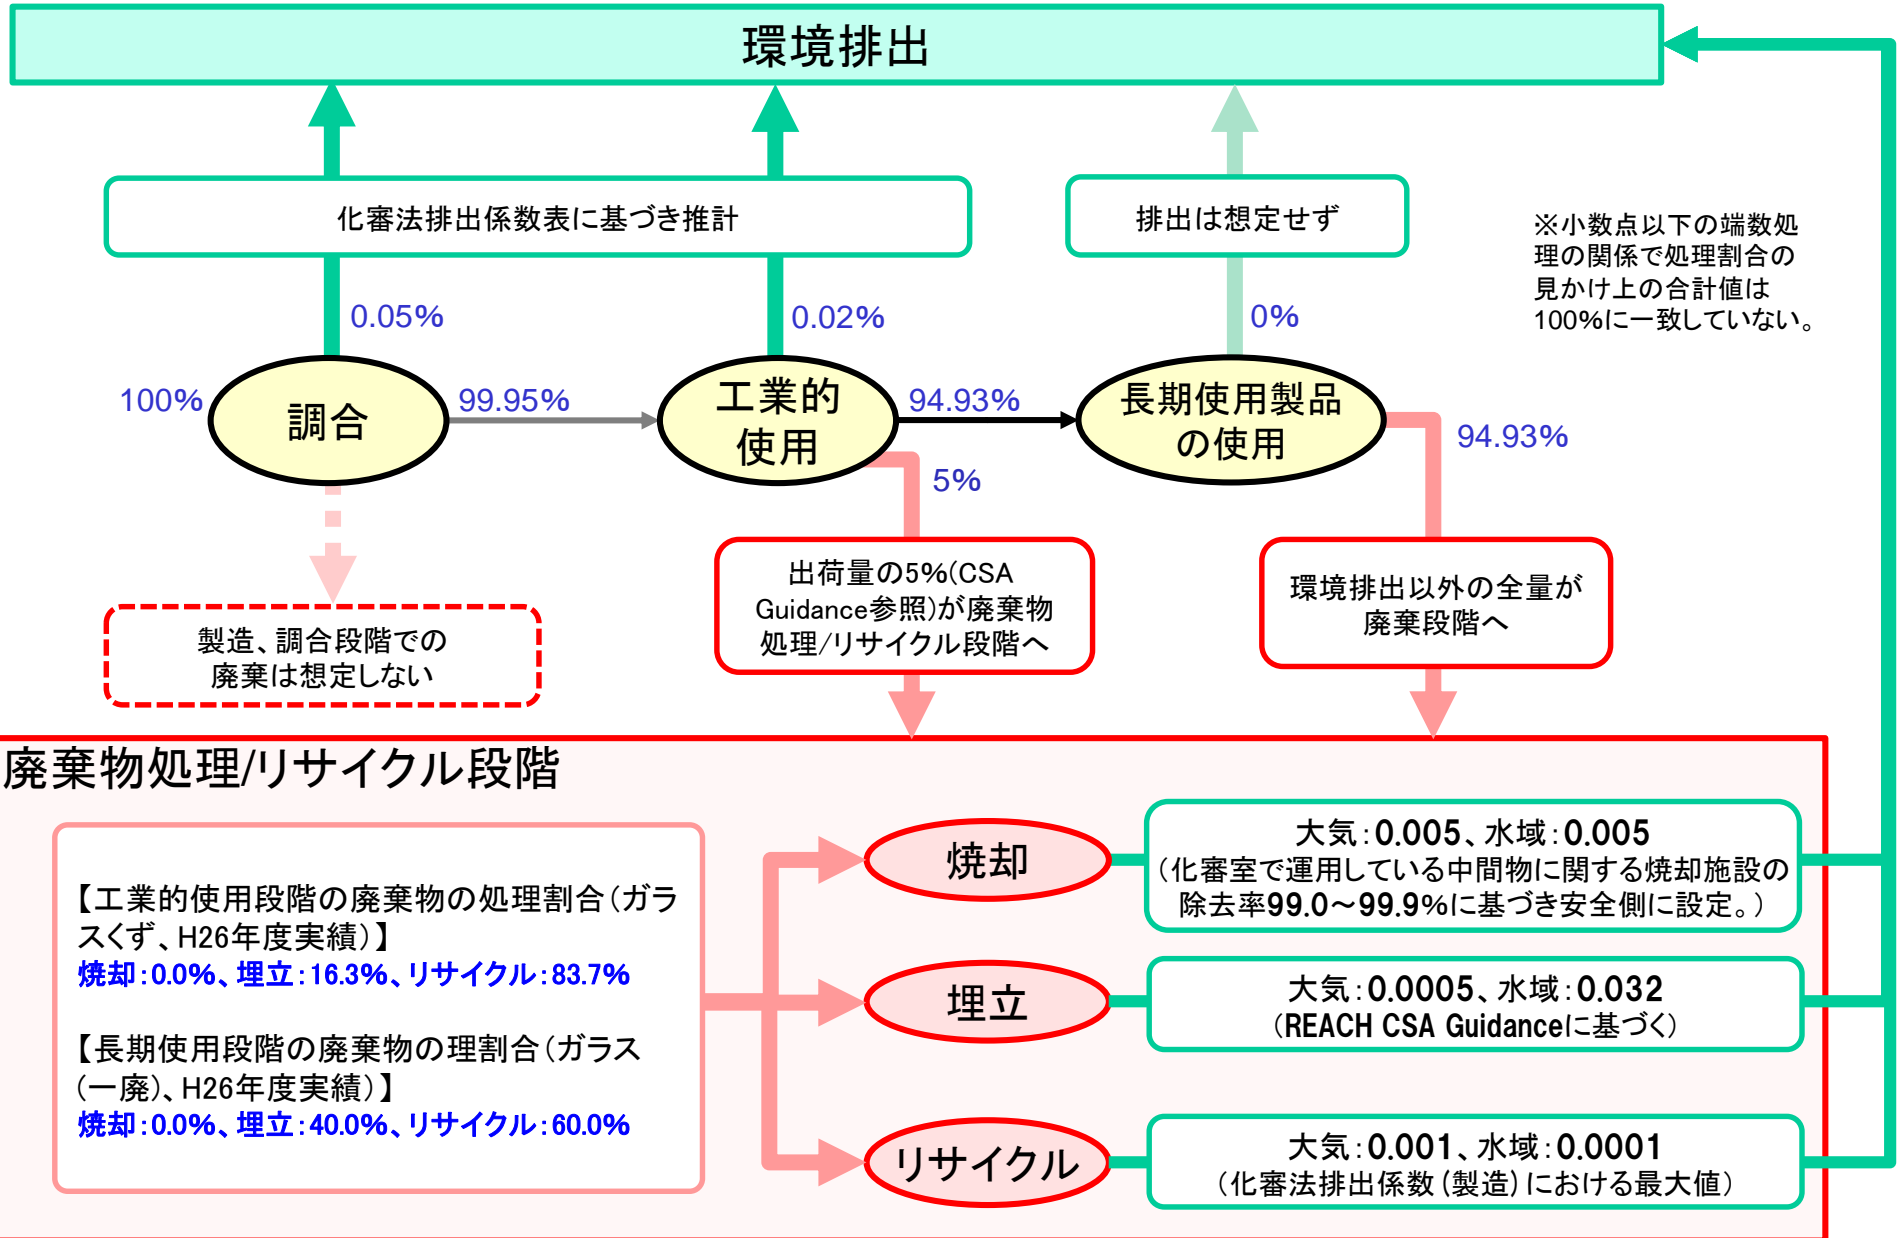 環境排出
化審法排出係数表に基づき推計
排出は想定せず
※小数点以下の端数処
理の関係で処理割合の
見かけ上の合計値は
100%に一致していない。
0.05%
0.02%
0%
100%
調合
99.95%
工業的
使用
94.93%
長期使用製品
の使用
94.93%
5%
製造、調合段階での
廃棄は想定しない
出荷量の5%(CSA
Guidance参照)が廃棄物
処理/リサイクル段階へ
環境排出以外の全量が
廃棄段階へ
廃棄物処理/リサイクル段階
【工業的使用段階の廃棄物の処理割合(ガラ
スくず、H26年度実績)】
焼却:0.0%、埋立:16.3%、リサイクル:83.7%
【長期使用段階の廃棄物の理割合(ガラス
(一廃)、H26年度実績)】
焼却:0.0%、埋立:40.0%、リサイクル:60.0%
焼却
大気:0.005、水域:0.005
(化審室で運用している中間物に関する焼却施設の
除去率99.0～99.9%に基づき安全側に設定。)
埋立
大気:0.0005、水域:0.032
(REACH CSA Guidanceに基づく)
リサイクル
大気:0.001、水域:0.0001
(化審法排出係数(製造)における最大値)